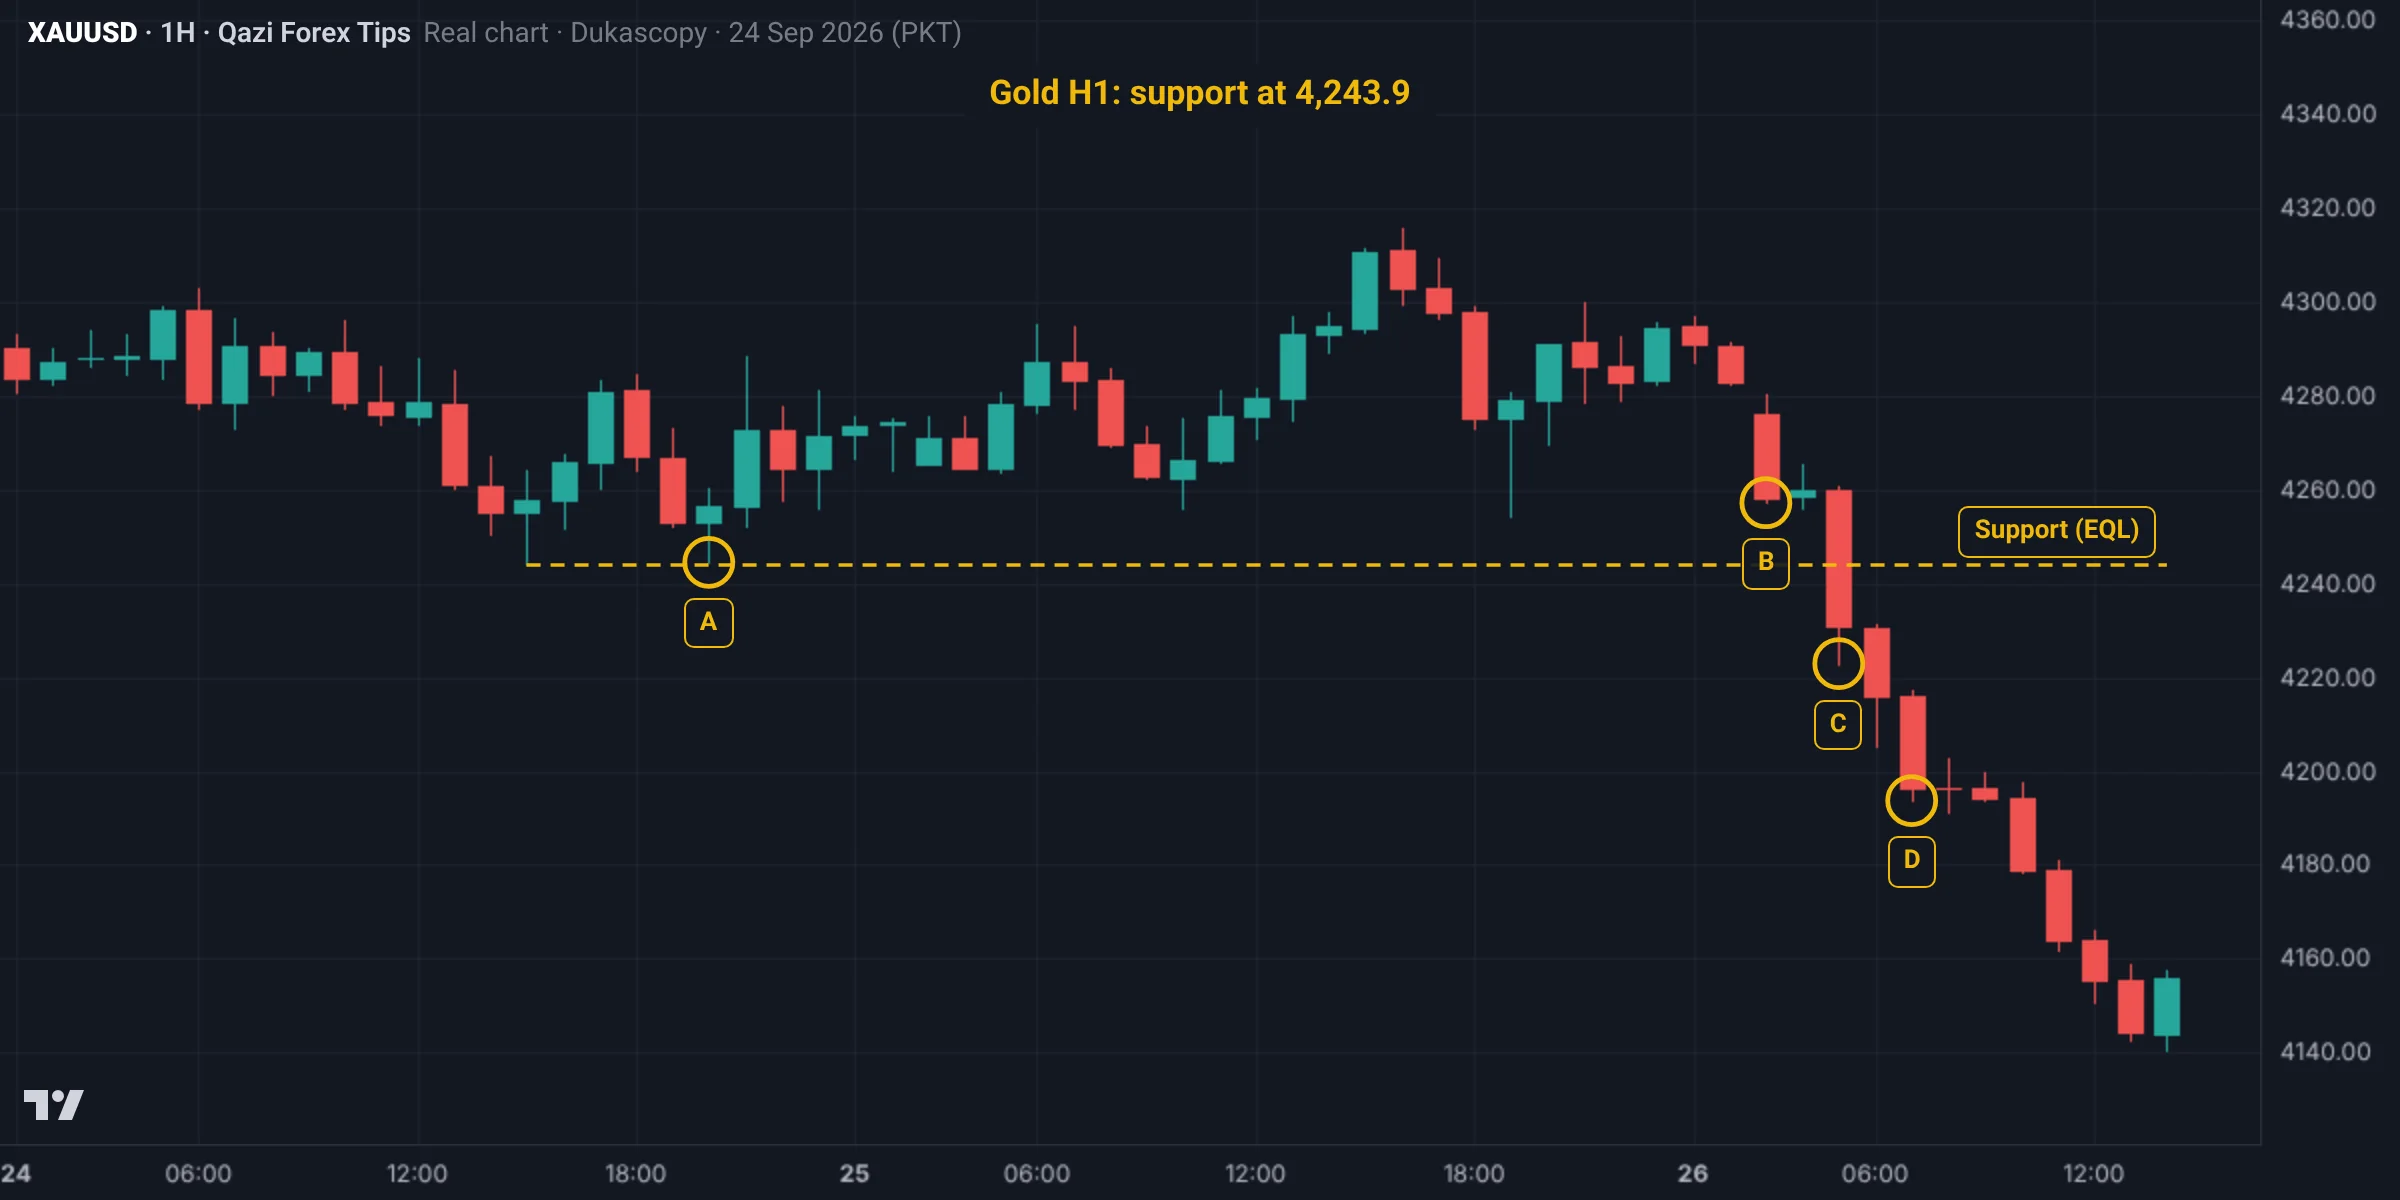 XAUUSD · 1H · Qazi Forex Tips Real chart · Dukascopy · 24 Sep 2026 (PKT)
Gold H1: support at 4,243.9
4360.00
4340.00
4320.00
4300.00
4280.00
4260.00
4240.00
4220.00
4200.00
4180.00
4160.00
4140.00
Support (EQL)
A
B
C
D
24 06:00 12:00 18:00 25 06:00 12:00 18:00 26 06:00 12:00